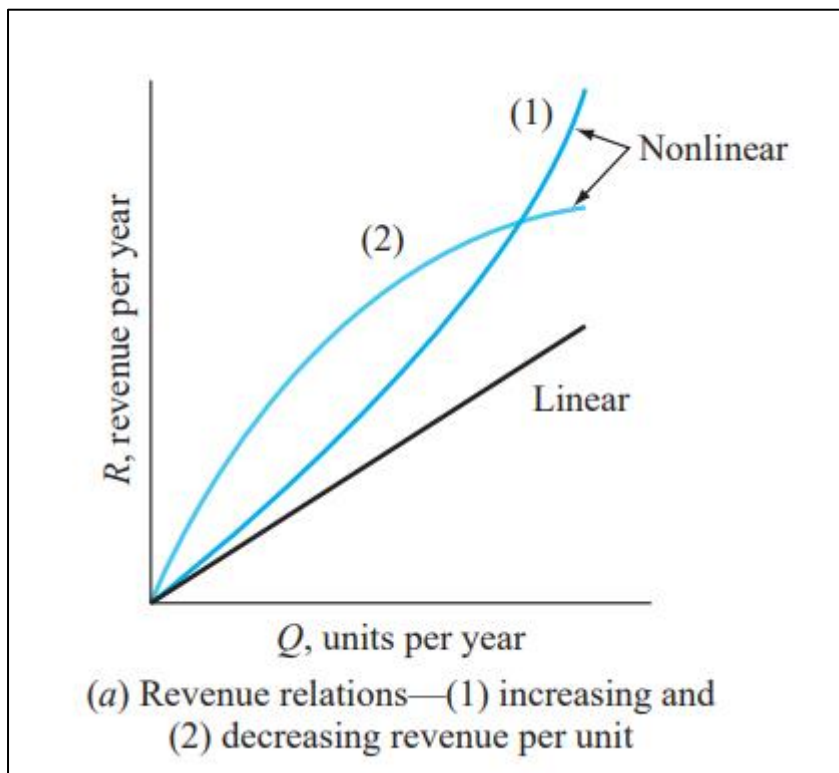 (1)
Nonlinear
(2)
R, revenue per year
Linear
Q, units per year
(a) Revenue relations—(1) increasing and
(2) decreasing revenue per unit